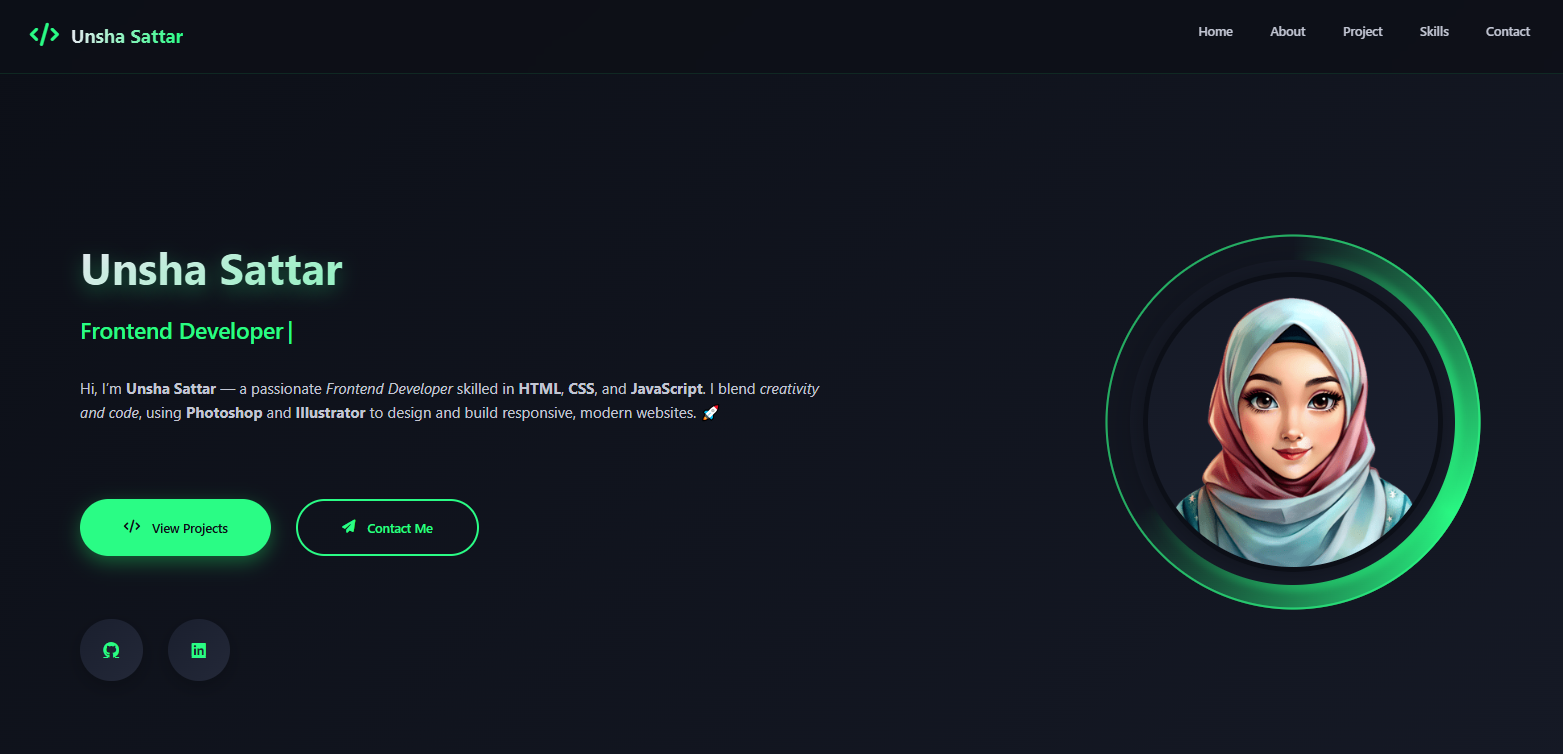 Unsha Sattar
Home About Project Skills Contact
Unsha Sattar
Frontend Developer|
Hi, I'm Unsha Sattar — a passionate Frontend Developer skilled in HTML, CSS, and JavaScript. I blend creativity
and code, using Photoshop and Illustrator to design and build responsive, modern websites. 🚀
View Projects Contact Me